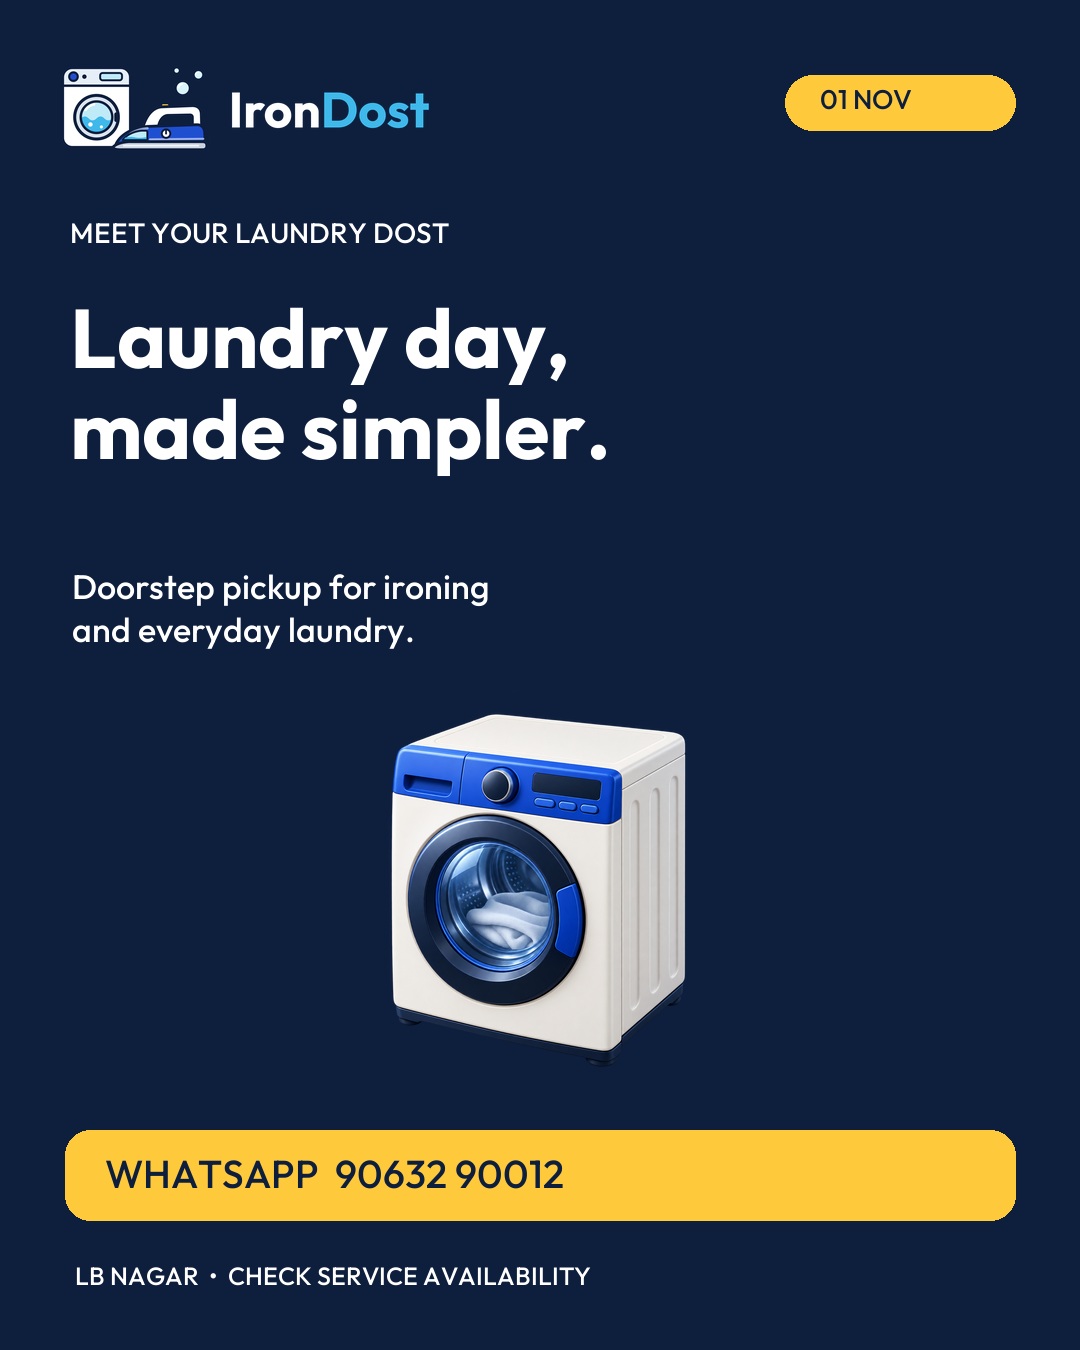 IronDost
01 NOV
MEET YOUR LAUNDRY DOST
Laundry day,
made simpler.
Doorstep pickup for ironing
and everyday laundry.
WHATSAPP 90632 90012
LB NAGAR • CHECK SERVICE AVAILABILITY